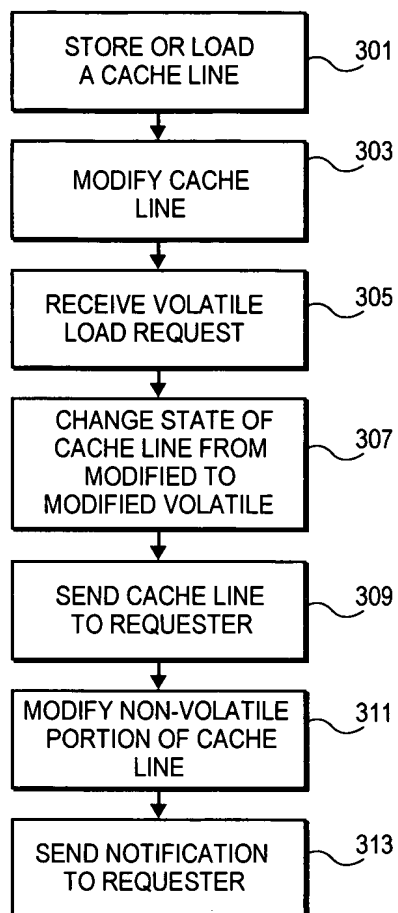 STORE OR LOAD
A CACHE LINE
301
MODIFY CACHE
LINE
303
RECEIVE VOLATILE
LOAD REQUEST
305
CHANGE STATE OF
CACHE LINE FROM
MODIFIED TO
MODIFIED VOLATILE
307
SEND CACHE LINE
TO REQUESTER
309
MODIFY NON-VOLATILE
PORTION OF CACHE
LINE
311
SEND NOTIFICATION
TO REQUESTER
313